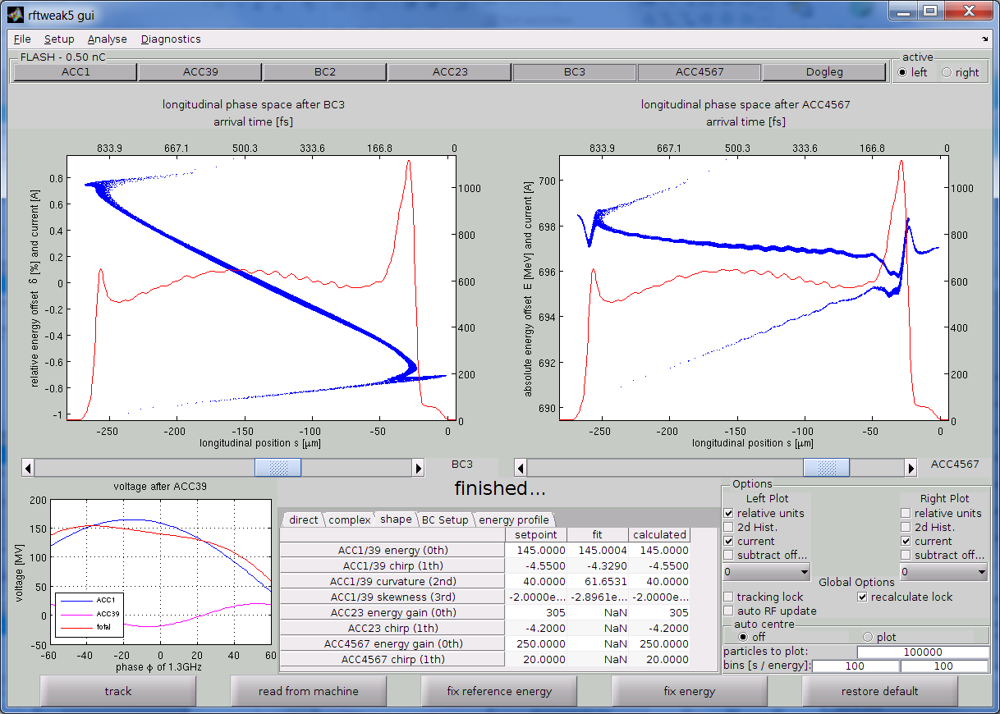 rftweak5 gui
File Setup Analyse Diagnostics
FLASH - 0.50 nC
active
ACC1 ACC39 BC2 ACC23 BC3 ACC4567 Dogleg left right
longitudinal phase space after BC3
arrival time [fs]
833.9 667.1 500.3 333.6 166.8 0
relative energy offset δ [%] and current [A]
0.8
0.6
0.4
0.2
0
-0.2
-0.4
-0.6
-0.8
-1
1000
800
600
400
200
0
-250 -200 -150 -100 -50 0
longitudinal position s [μm]
BC3
longitudinal phase space after ACC4567
arrival time [fs]
833.9 667.1 500.3 333.6 166.8 0
absolute energy offset E [MeV] and current [A]
700
698
696
694
692
690
1000
800
600
400
200
0
-250 -200 -150 -100 -50 0
longitudinal position s [μm]
ACC4567
voltage after ACC39
voltage [MV]
200
150
100
50
0
-50
ACC1
ACC39
total
-60 -40 -20 0 20 40 60
phase ϕ of 1.3GHz
finished...
direct complex shape BC Setup energy profile
setpoint fit calculated
ACC1/39 energy (0th) 145.0000 145.0004 145.0000
ACC1/39 chirp (1th) -4.5500 -4.3290 -4.5500
ACC1/39 curvature (2nd) 40.0000 61.6531 40.0000
ACC1/39 skewness (3rd) -2.0000e... -2.8961e... -2.0000e...
ACC23 energy gain (0th) 305 NaN 305
ACC23 chirp (1th) -4.2000 NaN -4.2000
ACC4567 energy gain (0th) 250.0000 NaN 250.0000
ACC4567 chirp (1th) 20.0000 NaN 20.0000
Options
Left Plot Right Plot
relative units relative units
2d Hist. 2d Hist.
current current
subtract off... subtract off...
0 0
Global Options
tracking lock recalculate lock
auto RF update
auto centre
off plot
particles to plot: 100000
bins [s / energy]: 100 100
track read from machine fix reference energy fix energy restore default